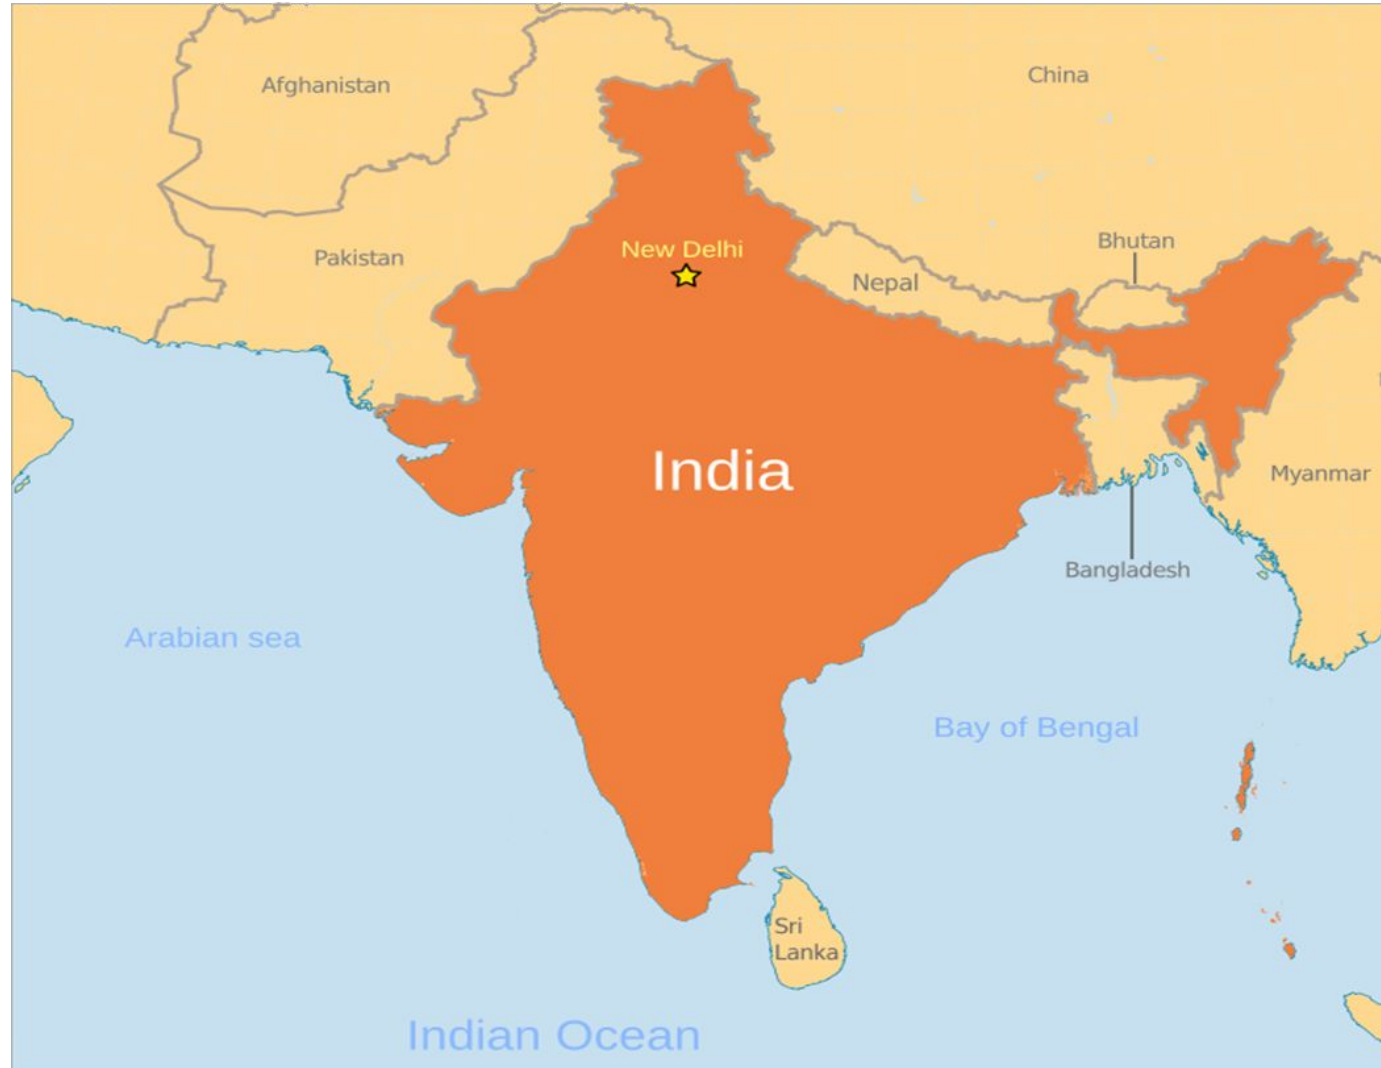 Afghanistan
China
Pakistan
New Delhi
Nepal
Bhutan
India
Myanmar
Bangladesh
Arabian sea
Bay of Bengal
Sri
Lanka
Indian Ocean